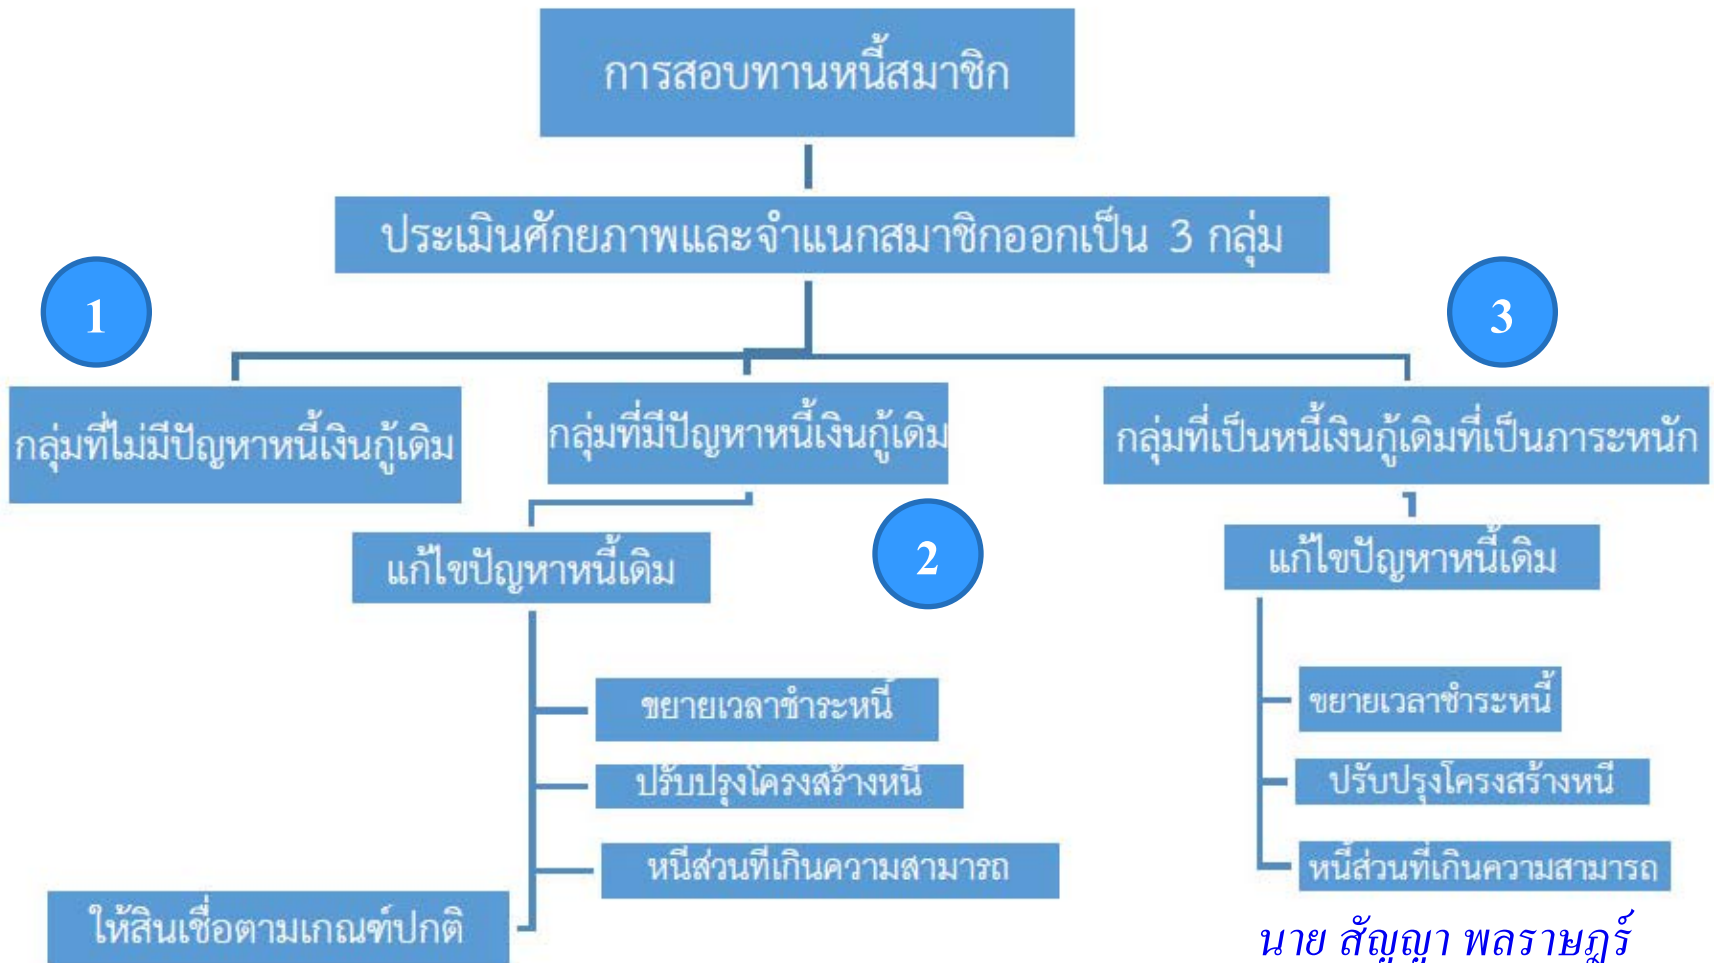 การสอบทานหนี้สมาชิก
ประเมินศักยภาพและจำแนกสมาชิกออกเป็น 3 กลุ่ม
1
3
กลุ่มที่ไม่มีปัญหาหนี้เงินกู้เดิม
กลุ่มที่มีปัญหาหนี้เงินกู้เดิม
กลุ่มที่เป็นหนี้เงินกู้เดิมที่เป็นภาระหนัก
2
แก้ไขปัญหาหนี้เดิม
ขยายเวลาชำระหนี้
ปรับปรุงโครงสร้างหนี้
หนี้ส่วนที่เกินความสามารถ
ให้สินเชื่อตามเกณฑ์ปกติ
แก้ไขปัญหาหนี้เดิม
ขยายเวลาชำระหนี้
ปรับปรุงโครงสร้างหนี้
หนี้ส่วนที่เกินความสามารถ
นาย สัญญา พลราษฎร์